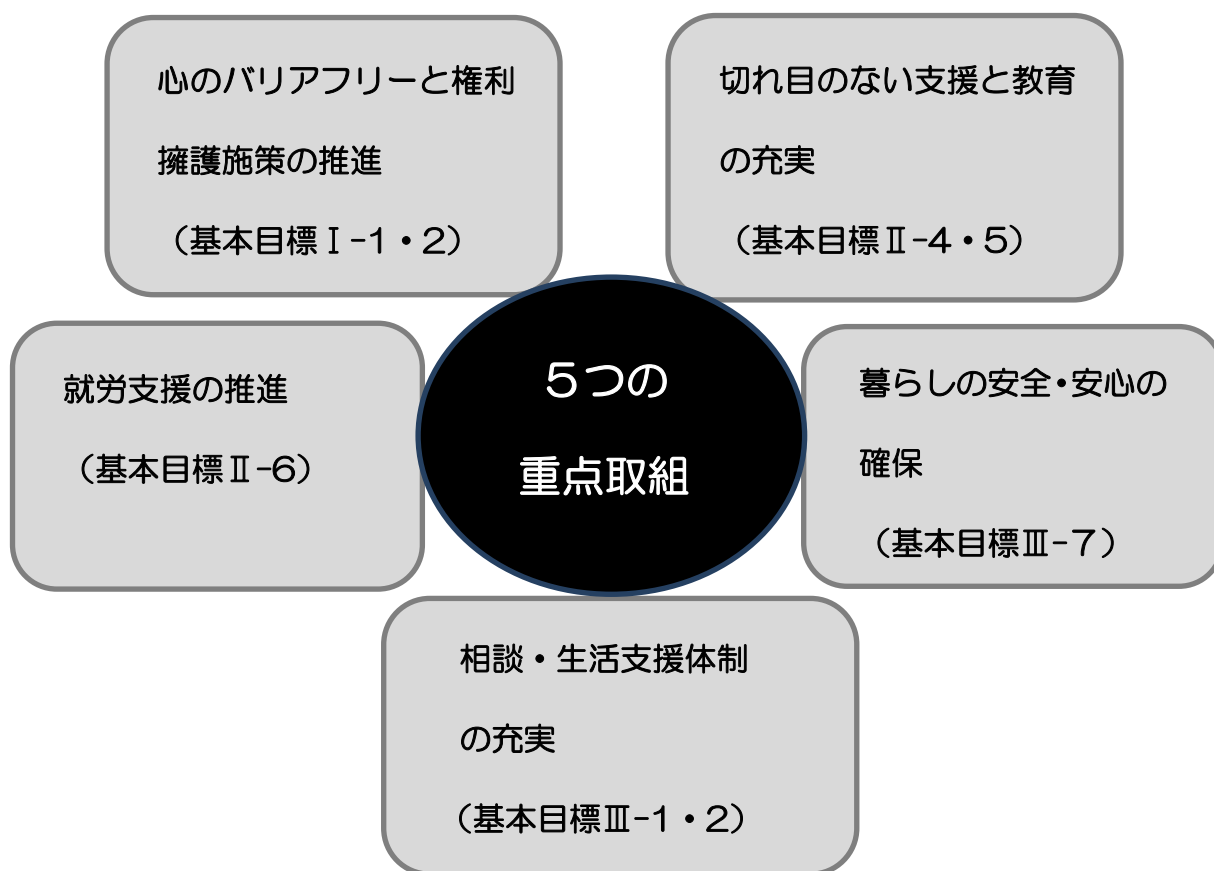 心のバリアフリーと権利
擁護施策の推進
（基本目標Ⅰ-1・2）
切れ目のない支援と教育
の充実
（基本目標Ⅱ-4・5）
就労支援の推進
（基本目標Ⅱ-6）
５つの
重点取組
暮らしの安全・安心の
確保
（基本目標Ⅲ-７）
相談・生活支援体制
の充実
（基本目標Ⅲ-1・2）